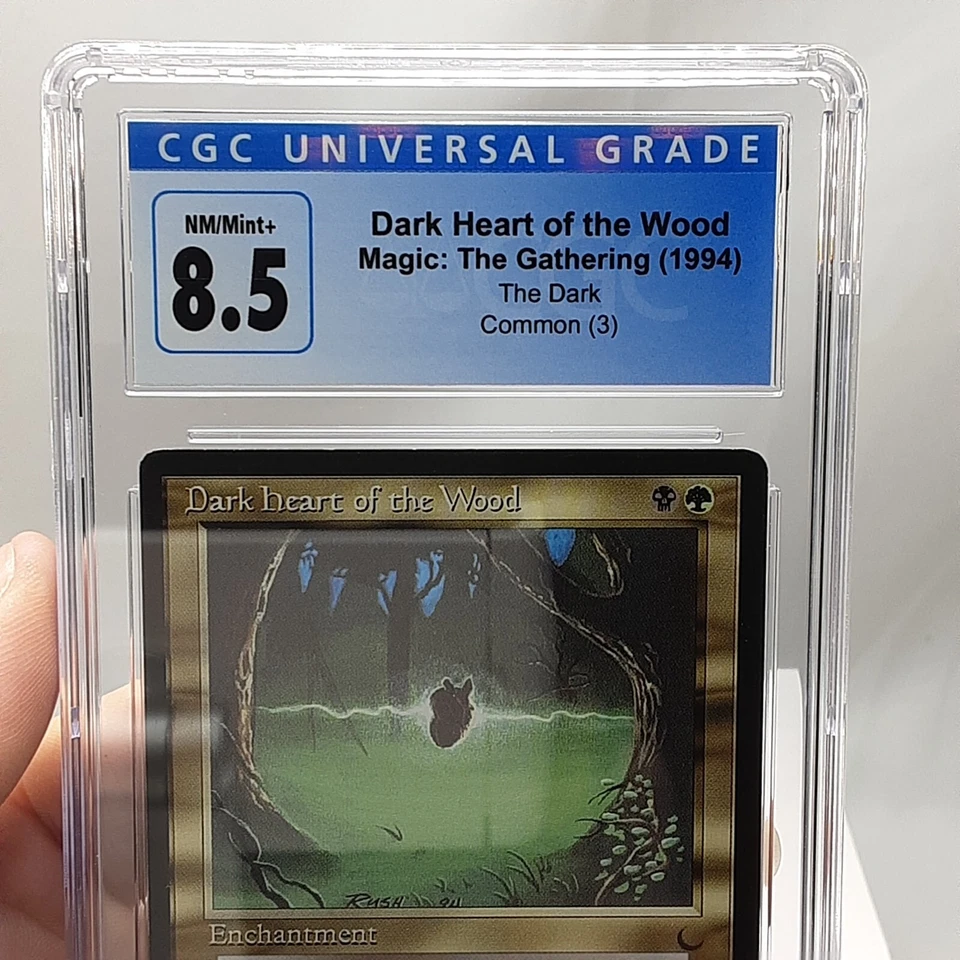 CGC UNIVERSAL GRADE
NM/Mint+
8.5
Dark Heart of the Wood
Magic: The Gathering (1994)
The Dark
Common (3)
Dark Heart of the Wood
RUSH 94
Enchantment